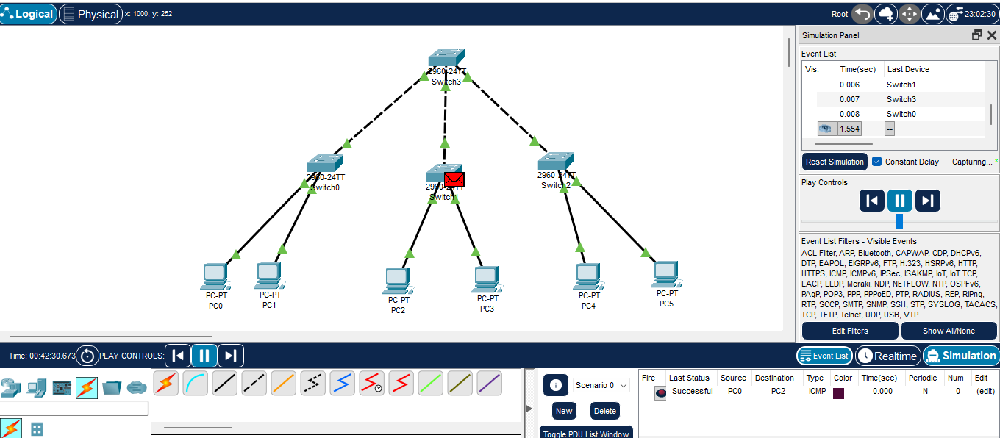 Logical Physical x: 1000, y: 252 Root 23:02:30
Simulation Panel
Event List
Vis. Time(sec) Last Device
0.006 Switch1
0.007 Switch3
0.008 Switch0
1.554 --
Reset Simulation Constant Delay Capturing... *
Play Controls
Event List Filters - Visible Events
ACL Filter, ARP, Bluetooth, CAPWAP, CDP, DHCPv6,
DTP, EAPOL, EIGRPv6, FTP, H.323, HSRPv6, HTTP,
HTTPS, ICMP, ICMPv6, IPSec, ISAKMP, IoT, IoT TCP,
LACP, LLDP, Meraki, NDP, NETFLOW, NTP, OSPFv6,
PAgP, POP3, PPP, PPPoED, PTP, RADIUS, REP, RIPng,
RTP, SCCP, SMTP, SNMP, SSH, STP, SYSLOG, TACACS,
TCP, TFTP, Telnet, UDP, USB, VTP
Edit Filters Show All/None
2960-24TT
Switch3
2960-24TT
Switch0
2960-24TT
Switch1
2960-24TT
Switch2
PC-PT
PC0
PC-PT
PC1
PC-PT
PC2
PC-PT
PC3
PC-PT
PC4
PC-PT
PC5
Time: 00:42:30.673 PLAY CONTROLS: Event List Realtime Simulation
Scenario 0
New Delete
Toggle PDU List Window
Fire Last Status Source Destination Type Color Time(sec) Periodic Num Edit
Successful PC0 PC2 ICMP 0.000 N 0 (edit)